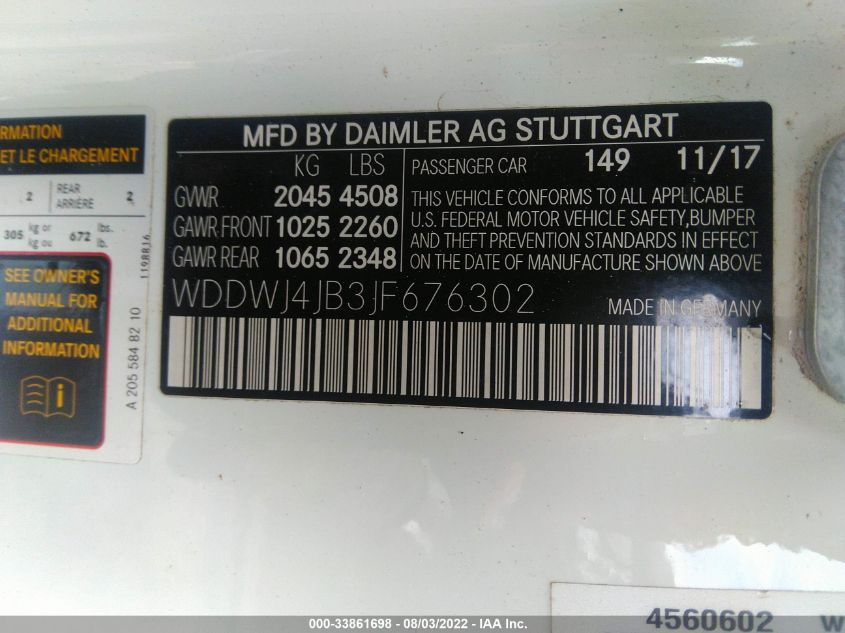 RMATION
ET LE CHARGEMENT
2 REAR ARRIÈRE 2
305 kg or kg ou 672 lbs. lb.
SEE OWNER'S
MANUAL FOR
ADDITIONAL
INFORMATION
i
1198R16
A 205 584 82 10
MFD BY DAIMLER AG STUTTGART
KG LBS
GVWR 2045 4508
GAWR FRONT 1025 2260
GAWR REAR 1065 2348
PASSENGER CAR 149 11/17
THIS VEHICLE CONFORMS TO ALL APPLICABLE
U.S. FEDERAL MOTOR VEHICLE SAFETY,BUMPER
AND THEFT PREVENTION STANDARDS IN EFFECT
ON THE DATE OF MANUFACTURE SHOWN ABOVE
WDDWJ4JB3JF676302 MADE IN GERMANY
4560602 W
000-33861698 - 08/03/2022 - IAA Inc.